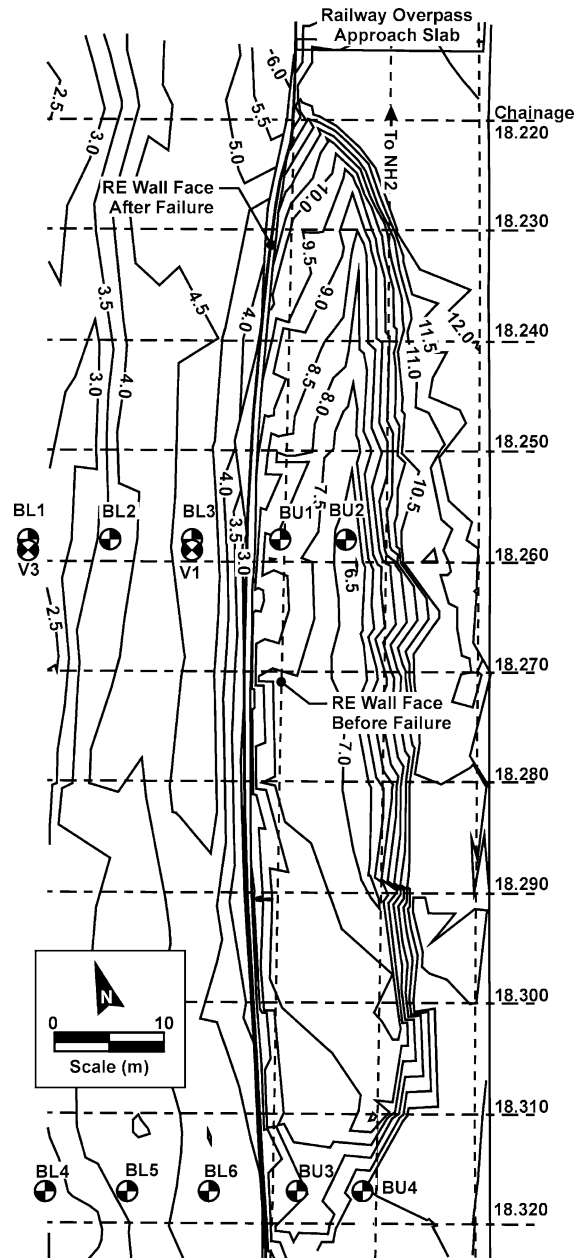 Railway Overpass
Approach Slab
6.0
2.5
3.0
5.5
5.0
Chainage
18.220
To NH2
RE Wall Face
After Failure
10.0
18.230
9.5
9.0
3.5
4.5
4.0
12.0
11.5
11.0
18.240
3.0
4.0
8.5
8.0
18.250
10.5
4.0
3.5
3.0
7.5
BL1
BL2
BL3
BU1
BU2
V3
V1
18.260
6.5
2.5
18.270
RE Wall Face
Before Failure
7.0
18.280
18.290
N
0 10
Scale (m)
18.300
18.310
BL4
BL5
BL6
BU3
BU4
18.320